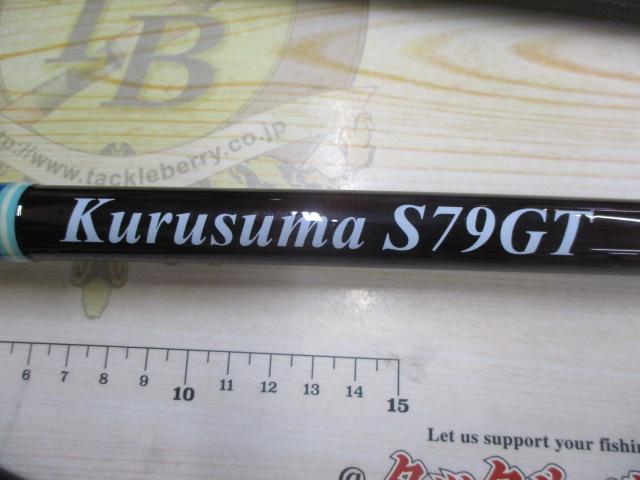 TB
http://www.tackleberry.co.jp
Kurusuma S79GT
6 7 8 9 10 11 12 13 14 15
Let us support your fishin
@